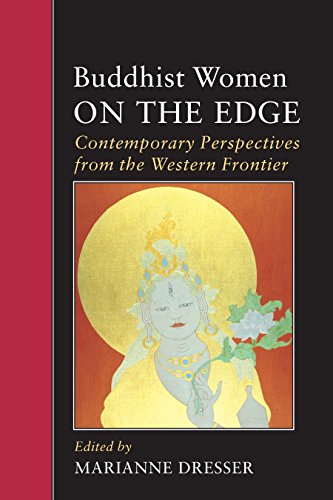 Buddhist Women
ON THE EDGE
Contemporary Perspectives
from the Western Frontier
Edited by
MARIANNE DRESSER